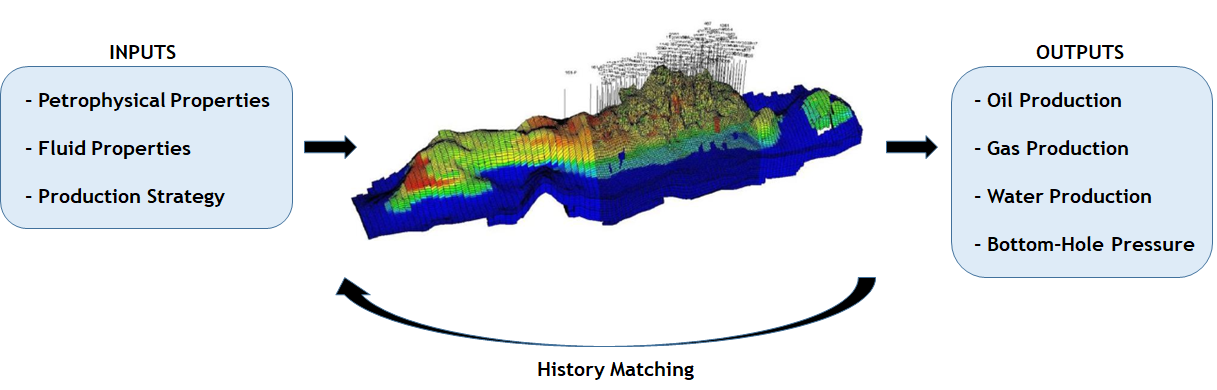 INPUTS
- Petrophysical Properties
- Fluid Properties
- Production Strategy
OUTPUTS
- Oil Production
- Gas Production
- Water Production
- Bottom-Hole Pressure
History Matching